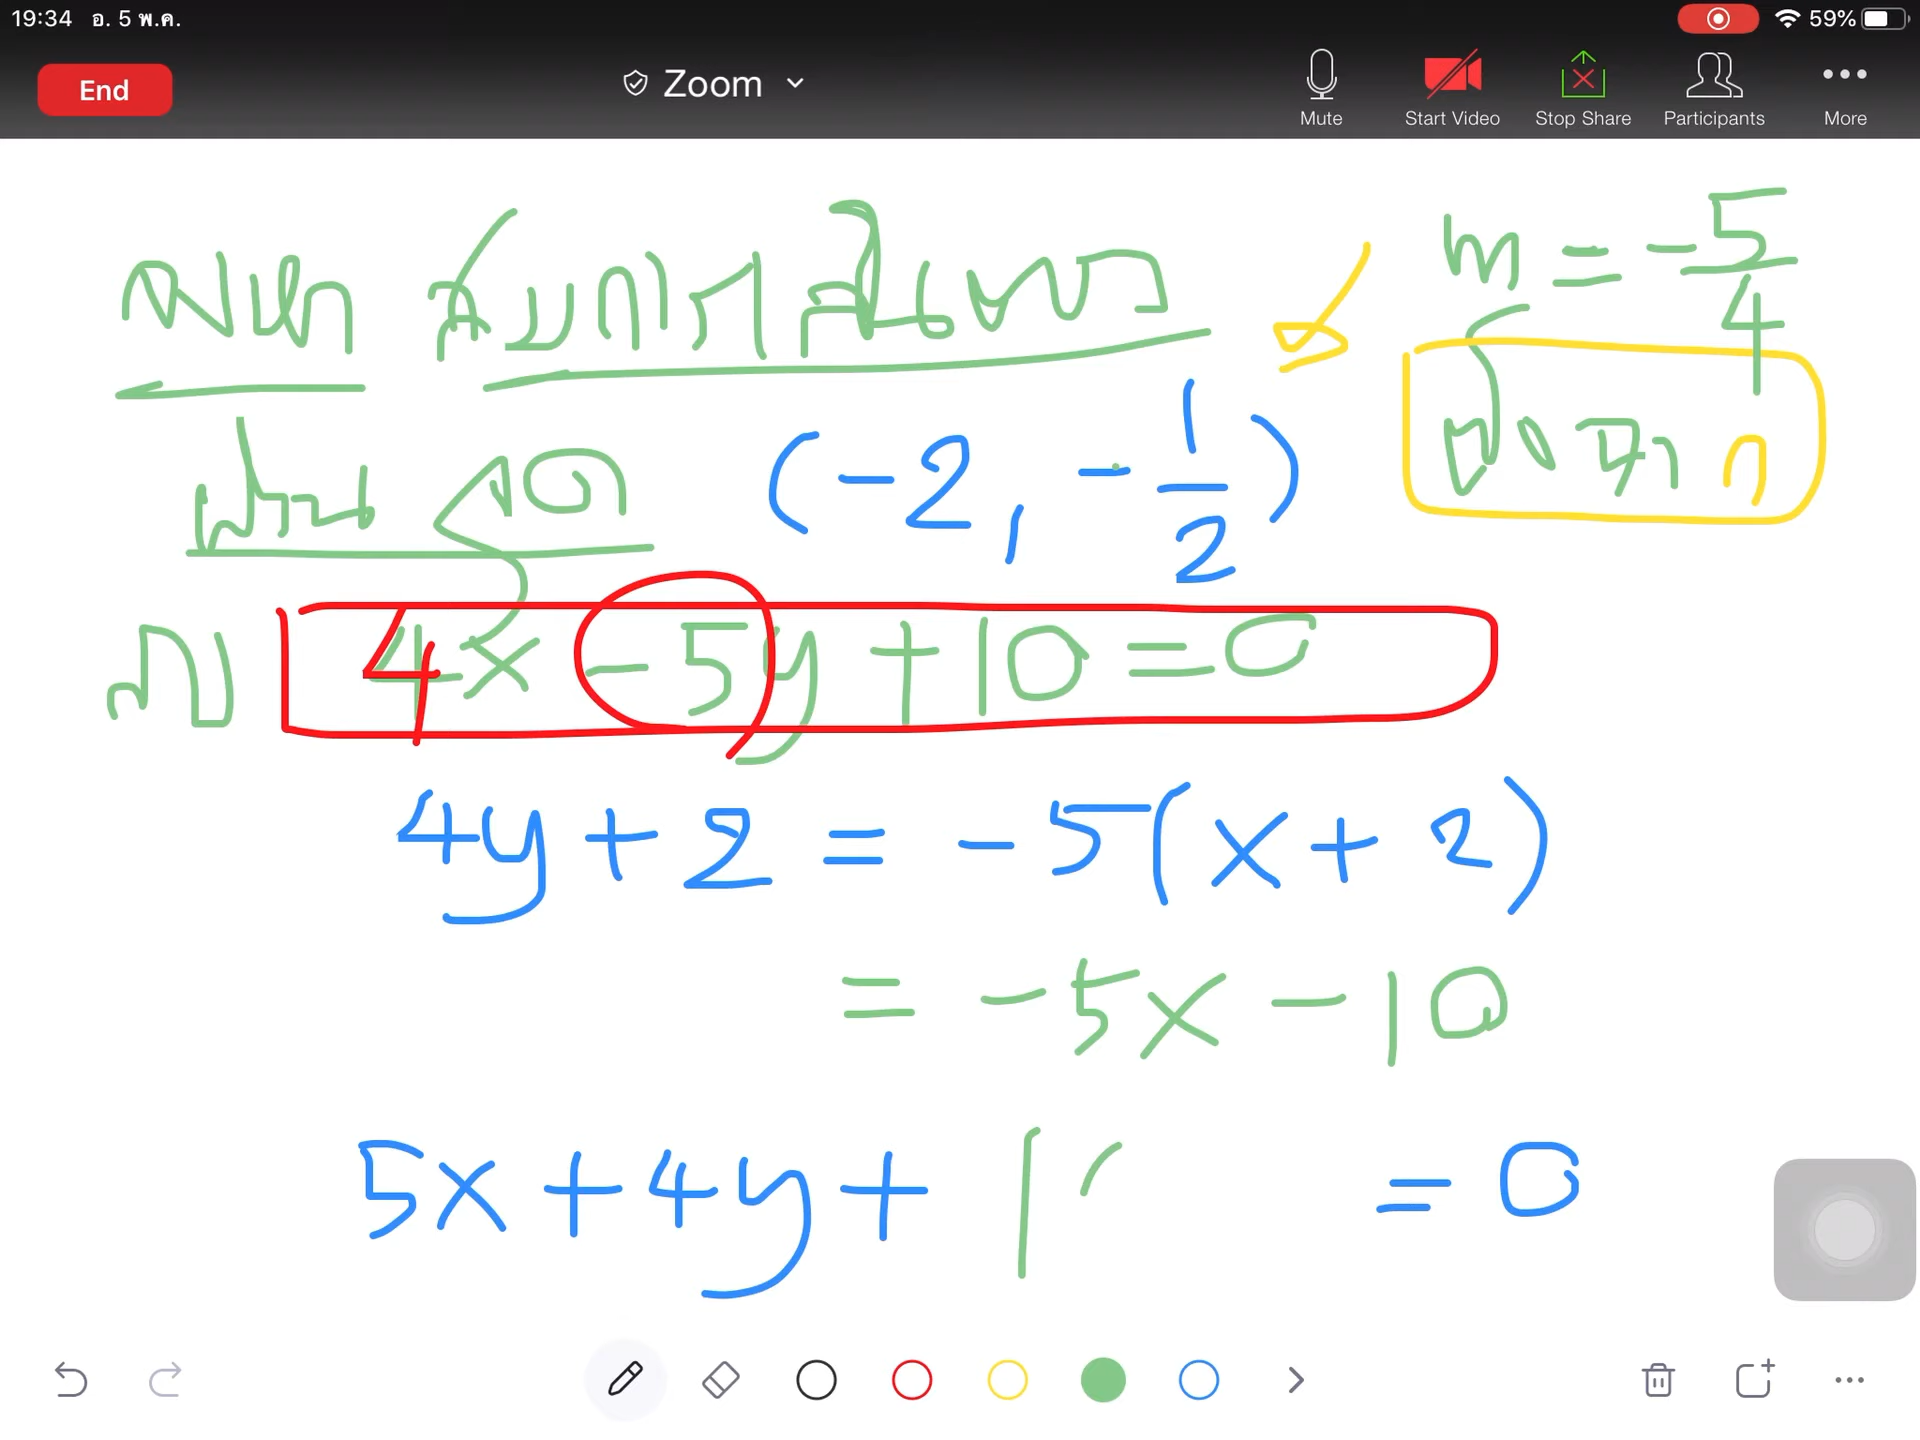 19:34 อ. 5 พ.ค.
59%
End
Zoom
Mute
Start Video
Stop Share
Participants
More
จงหา สมการเส้นตรง
m = -5/4
ผ่านจุด (-2, -1/2)
ตั้งฉาก
กับ 4x - 5y + 10 = 0
4y + 2 = -5(x + 2)
= -5x - 10
5x + 4y + 1 = 0